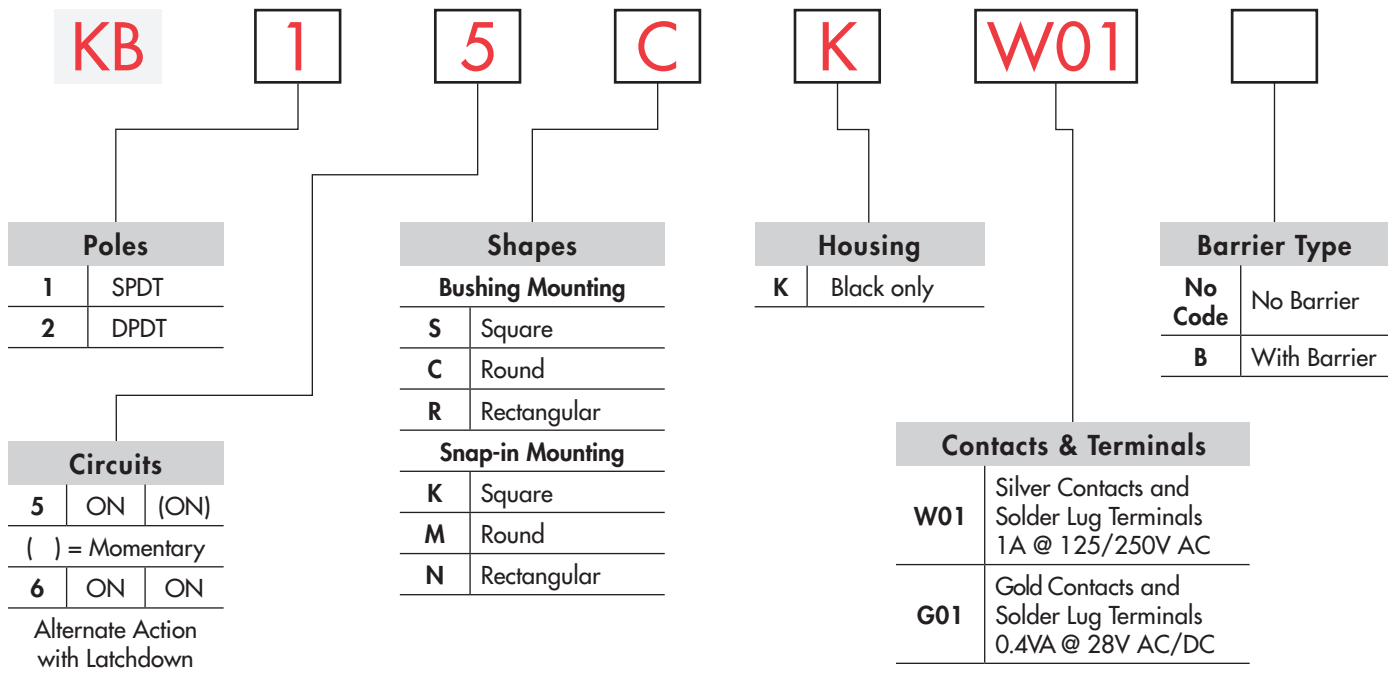 KB 1 5 C K W01
Poles
1 SPDT
2 DPDT
Circuits
5 ON (ON)
( ) = Momentary
6 ON ON
Alternate Action
with Latchdown
Shapes
Bushing Mounting
S Square
C Round
R Rectangular
Snap-in Mounting
K Square
M Round
N Rectangular
Housing
K Black only
Contacts & Terminals
W01 Silver Contacts and
Solder Lug Terminals
1A @ 125/250V AC
G01 Gold Contacts and
Solder Lug Terminals
0.4VA @ 28V AC/DC
Barrier Type
No
Code No Barrier
B With Barrier